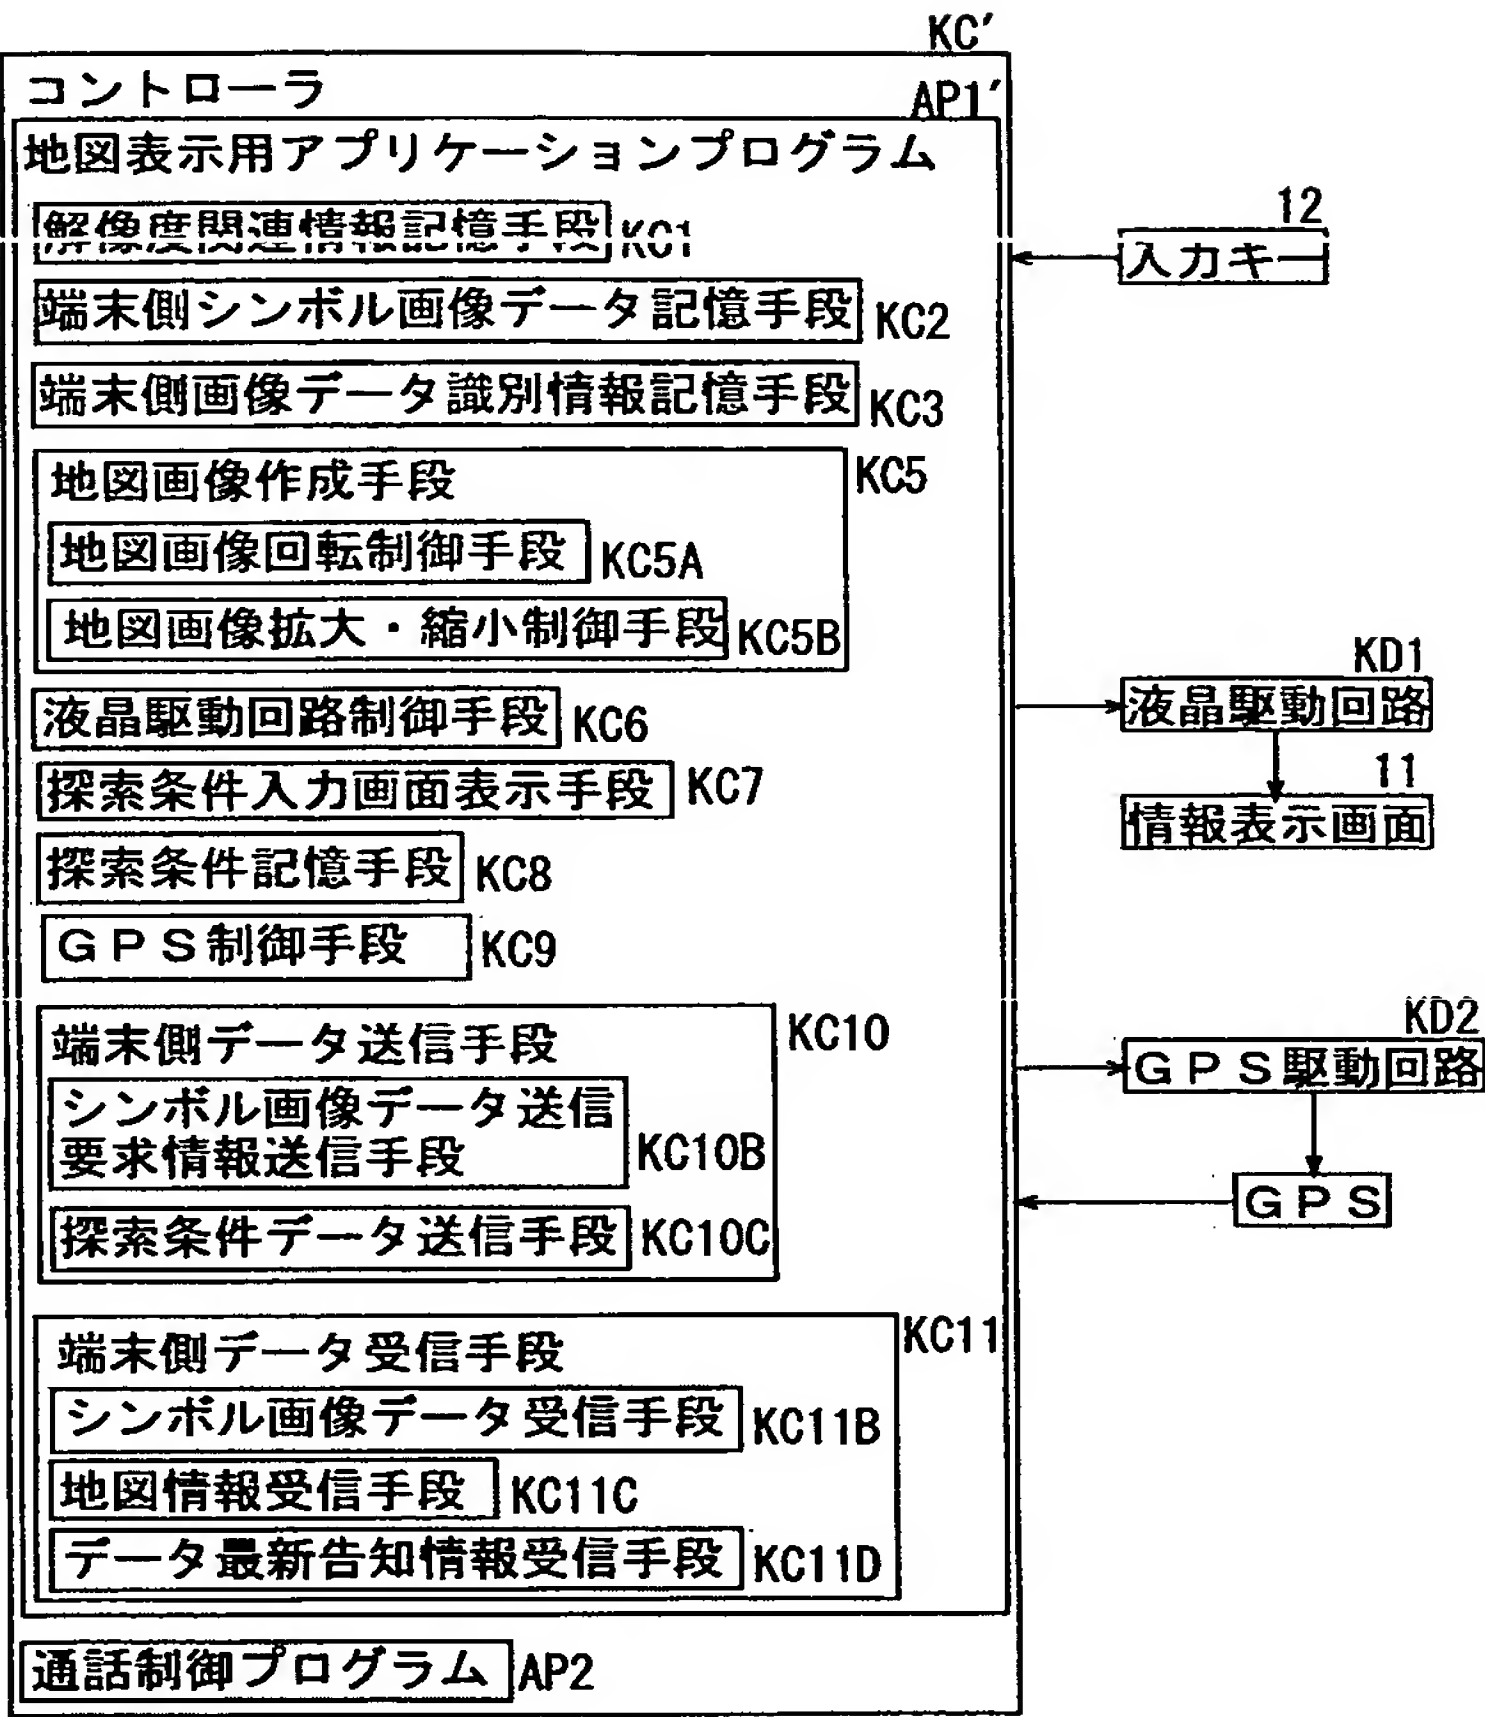 KC′
コントローラ
AP1′
地図表示用アプリケーションプログラム
解像度関連情報記憶手段 KC1
端末側シンボル画像データ記憶手段 KC2
端末側画像データ識別情報記憶手段 KC3
地図画像作成手段 KC5
地図画像回転制御手段 KC5A
地図画像拡大・縮小制御手段 KC5B
液晶駆動回路制御手段 KC6
探索条件入力画面表示手段 KC7
探索条件記憶手段 KC8
GPS制御手段 KC9
端末側データ送信手段 KC10
シンボル画像データ送信
要求情報送信手段 KC10B
探索条件データ送信手段 KC10C
端末側データ受信手段 KC11
シンボル画像データ受信手段 KC11B
地図情報受信手段 KC11C
データ最新告知情報受信手段 KC11D
通話制御プログラム AP2
12
入力キー
KD1
液晶駆動回路
11
情報表示画面
KD2
GPS駆動回路
GPS